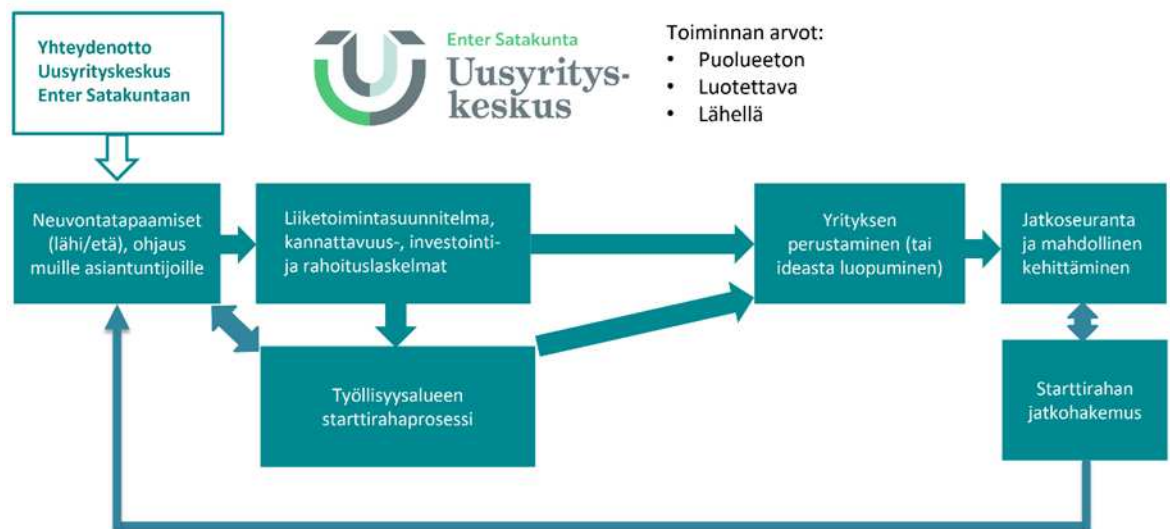 Yhteydenotto
Uusyrityskeskus
Enter Satakuntaan
Enter Satakunta
Uusyritys-
keskus
Toiminnan arvot:
• Puolueeton
• Luotettava
• Lähellä
Neuvontatapaamiset
(lähi/etä), ohjaus
muille asiantuntijoille
Liiketoimintasuunnitelma,
kannattavuus-, investointi-
ja rahoituslaskelmat
Yrityksen
perustaminen (tai
ideasta luopuminen)
Jatkoseuranta
ja mahdollinen
kehittäminen
Työllisyysalueen
starttirahaprosessi
Starttirahan
jatkohakemus